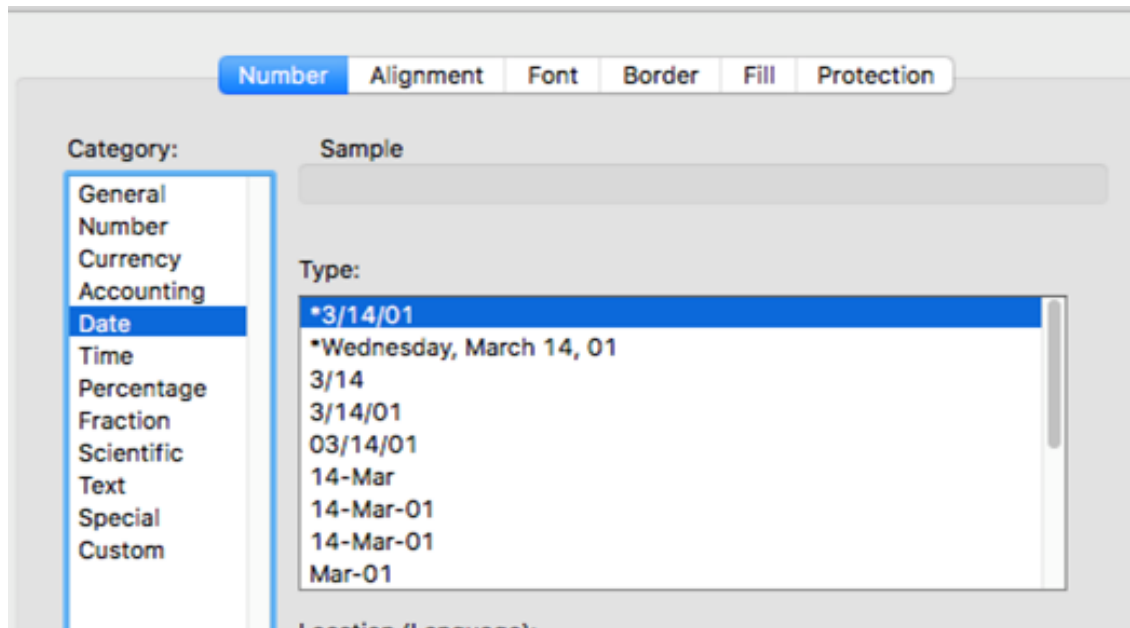 Number Alignment Font Border Fill Protection
Category:
General
Number
Currency
Accounting
Date
Time
Percentage
Fraction
Scientific
Text
Special
Custom
Sample
Type:
*3/14/01
*Wednesday, March 14, 01
3/14
3/14/01
03/14/01
14-Mar
14-Mar-01
14-Mar-01
Mar-01
Location (Language):